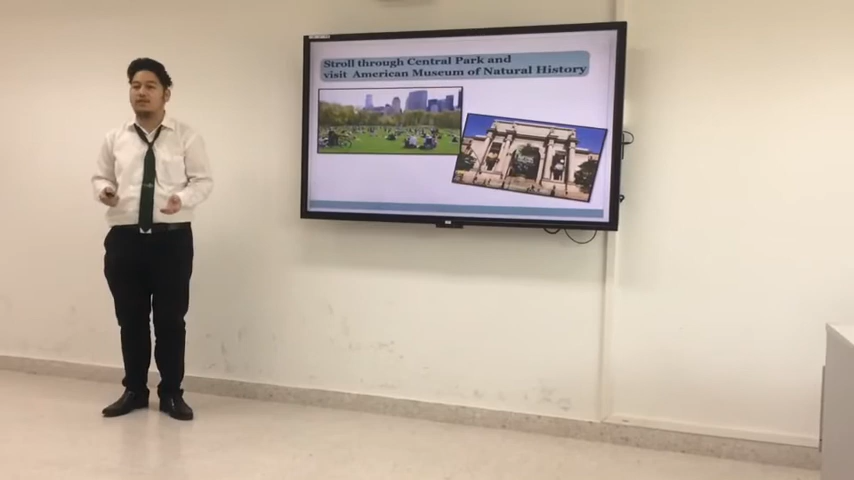 Stroll through Central Park and
visit American Museum of Natural History